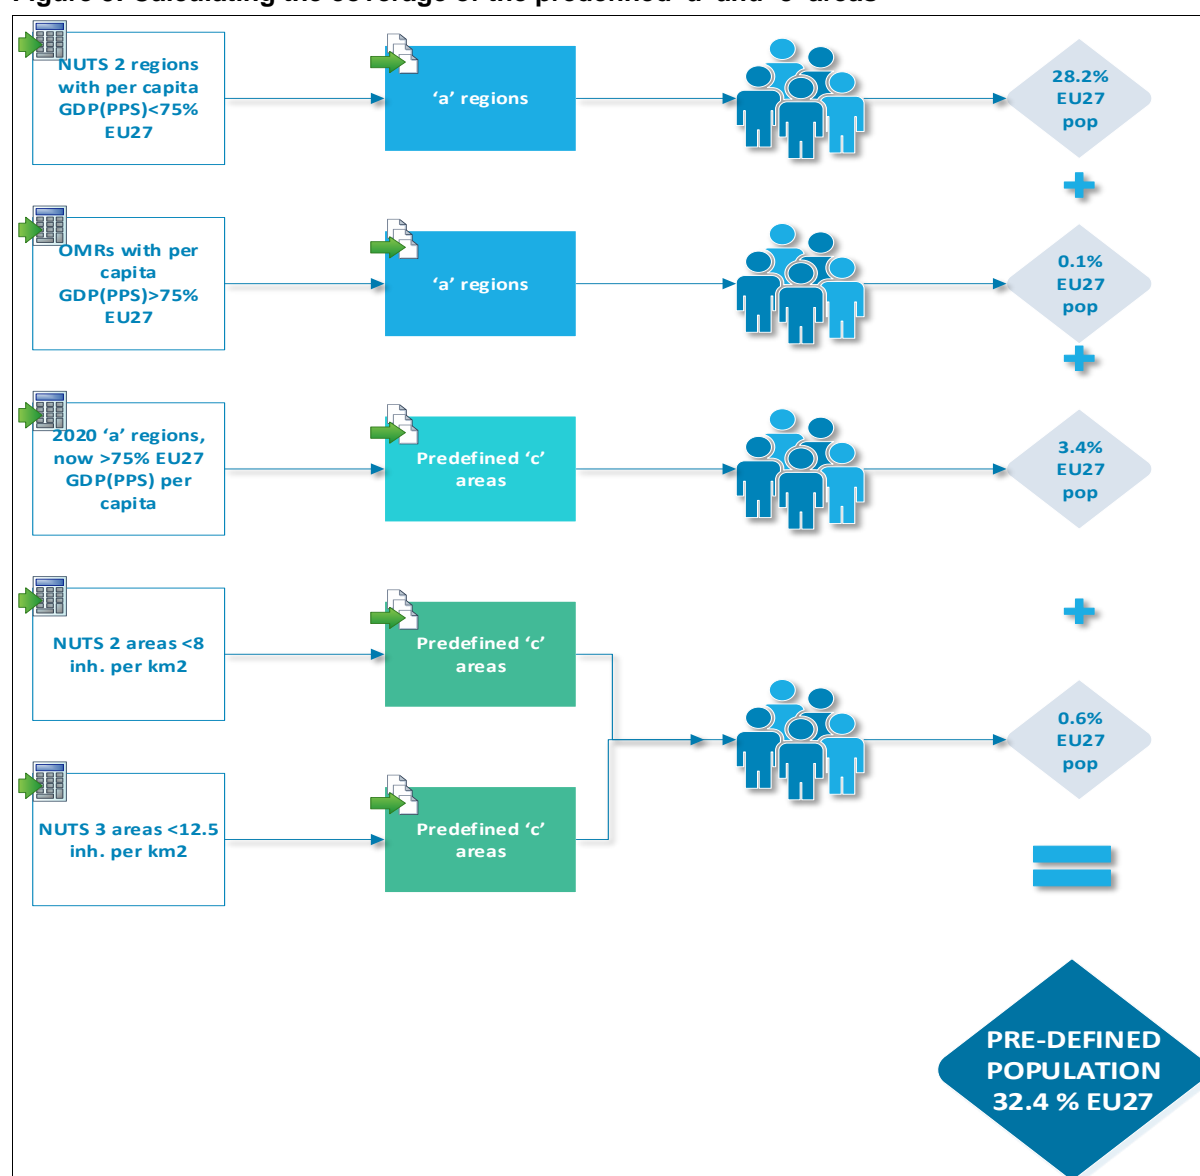 NUTS 2 regions
with per capita
GDP(PPS)<75%
EU27
‘a’ regions
28.2%
EU27
pop
OMRs with per
capita
GDP(PPS)>75%
EU27
‘a’ regions
0.1%
EU27
pop
2020 ‘a’ regions,
now >75% EU27
GDP(PPS) per
capita
Predefined ‘c’
areas
3.4%
EU27
pop
NUTS 2 areas <8
inh. per km2
Predefined ‘c’
areas
0.6%
EU27
pop
NUTS 3 areas <12.5
inh. per km2
Predefined ‘c’
areas
PRE-DEFINED
POPULATION
32.4 % EU27